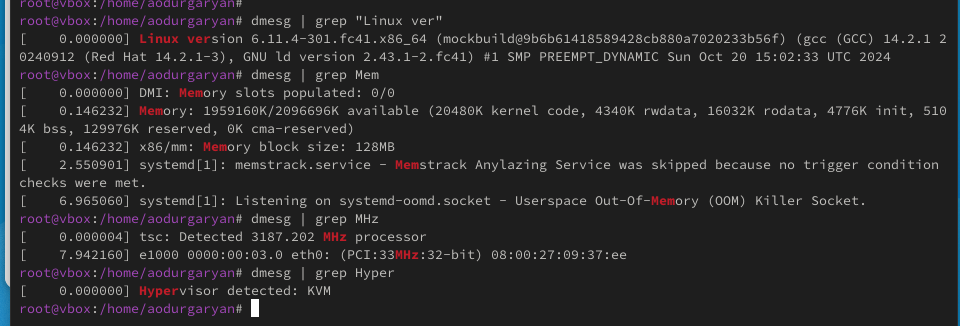 root@vbox:/home/aodurgaryan#
root@vbox:/home/aodurgaryan# dmesg | grep "Linux ver"
[    0.000000] Linux version 6.11.4-301.fc41.x86_64 (mockbuild@9b6b61418589428cb880a7020233b56f) (gcc (GCC) 14.2.1 2
0240912 (Red Hat 14.2.1-3), GNU ld version 2.43.1-2.fc41) #1 SMP PREEMPT_DYNAMIC Sun Oct 20 15:02:33 UTC 2024
root@vbox:/home/aodurgaryan# dmesg | grep Mem
[    0.000000] DMI: Memory slots populated: 0/0
[    0.146232] Memory: 1959160K/2096696K available (20480K kernel code, 4340K rwdata, 16032K rodata, 4776K init, 510
4K bss, 129976K reserved, 0K cma-reserved)
[    0.146232] x86/mm: Memory block size: 128MB
[    2.550901] systemd[1]: memstrack.service - Memstrack Anylazing Service was skipped because no trigger condition
checks were met.
[    6.965060] systemd[1]: Listening on systemd-oomd.socket - Userspace Out-Of-Memory (OOM) Killer Socket.
root@vbox:/home/aodurgaryan# dmesg | grep MHz
[    0.000004] tsc: Detected 3187.202 MHz processor
[    7.942160] e1000 0000:00:03.0 eth0: (PCI:33MHz:32-bit) 08:00:27:09:37:ee
root@vbox:/home/aodurgaryan# dmesg | grep Hyper
[    0.000000] Hypervisor detected: KVM
root@vbox:/home/aodurgaryan#